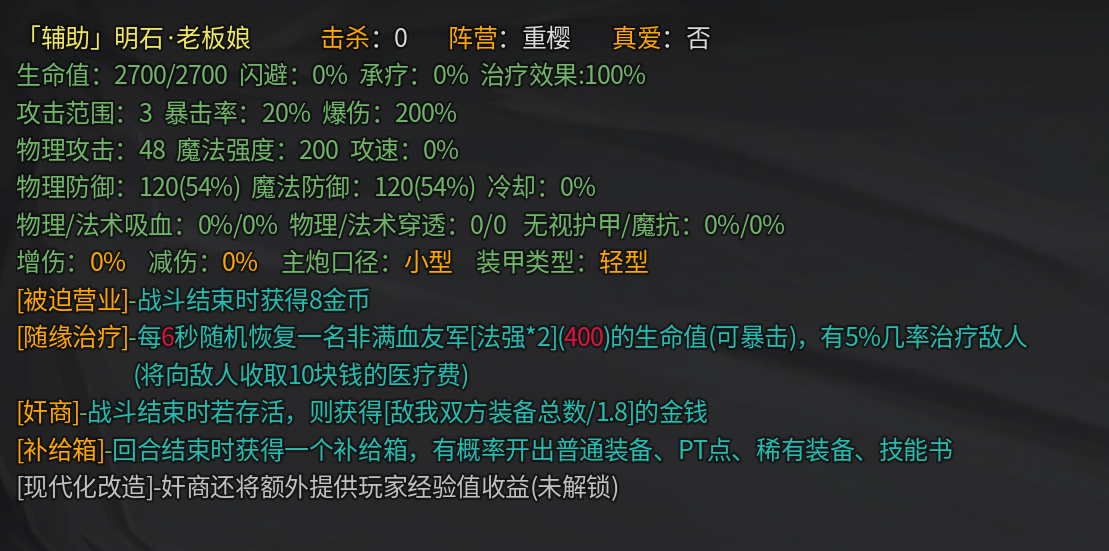 「辅助」明石·老板娘 击杀：0 阵营：重樱 真爱：否
生命值：2700/2700 闪避：0% 承疗：0% 治疗效果:100%
攻击范围：3 暴击率：20% 爆伤：200%
物理攻击：48 魔法强度：200 攻速：0%
物理防御：120(54%) 魔法防御：120(54%) 冷却：0%
物理/法术吸血：0%/0% 物理/法术穿透：0/0 无视护甲/魔抗：0%/0%
增伤：0% 减伤：0% 主炮口径：小型 装甲类型：轻型
[被迫营业]-战斗结束时获得8金币
[随缘治疗]-每6秒随机恢复一名非满血友军[法强*2](400)的生命值(可暴击)，有5%几率治疗敌人
(将向敌人收取10块钱的医疗费)
[奸商]-战斗结束时若存活，则获得[敌我双方装备总数/1.8]的金钱
[补给箱]-回合结束时获得一个补给箱，有概率开出普通装备、PT点、稀有装备、技能书
[现代化改造]-奸商还将额外提供玩家经验值收益(未解锁)